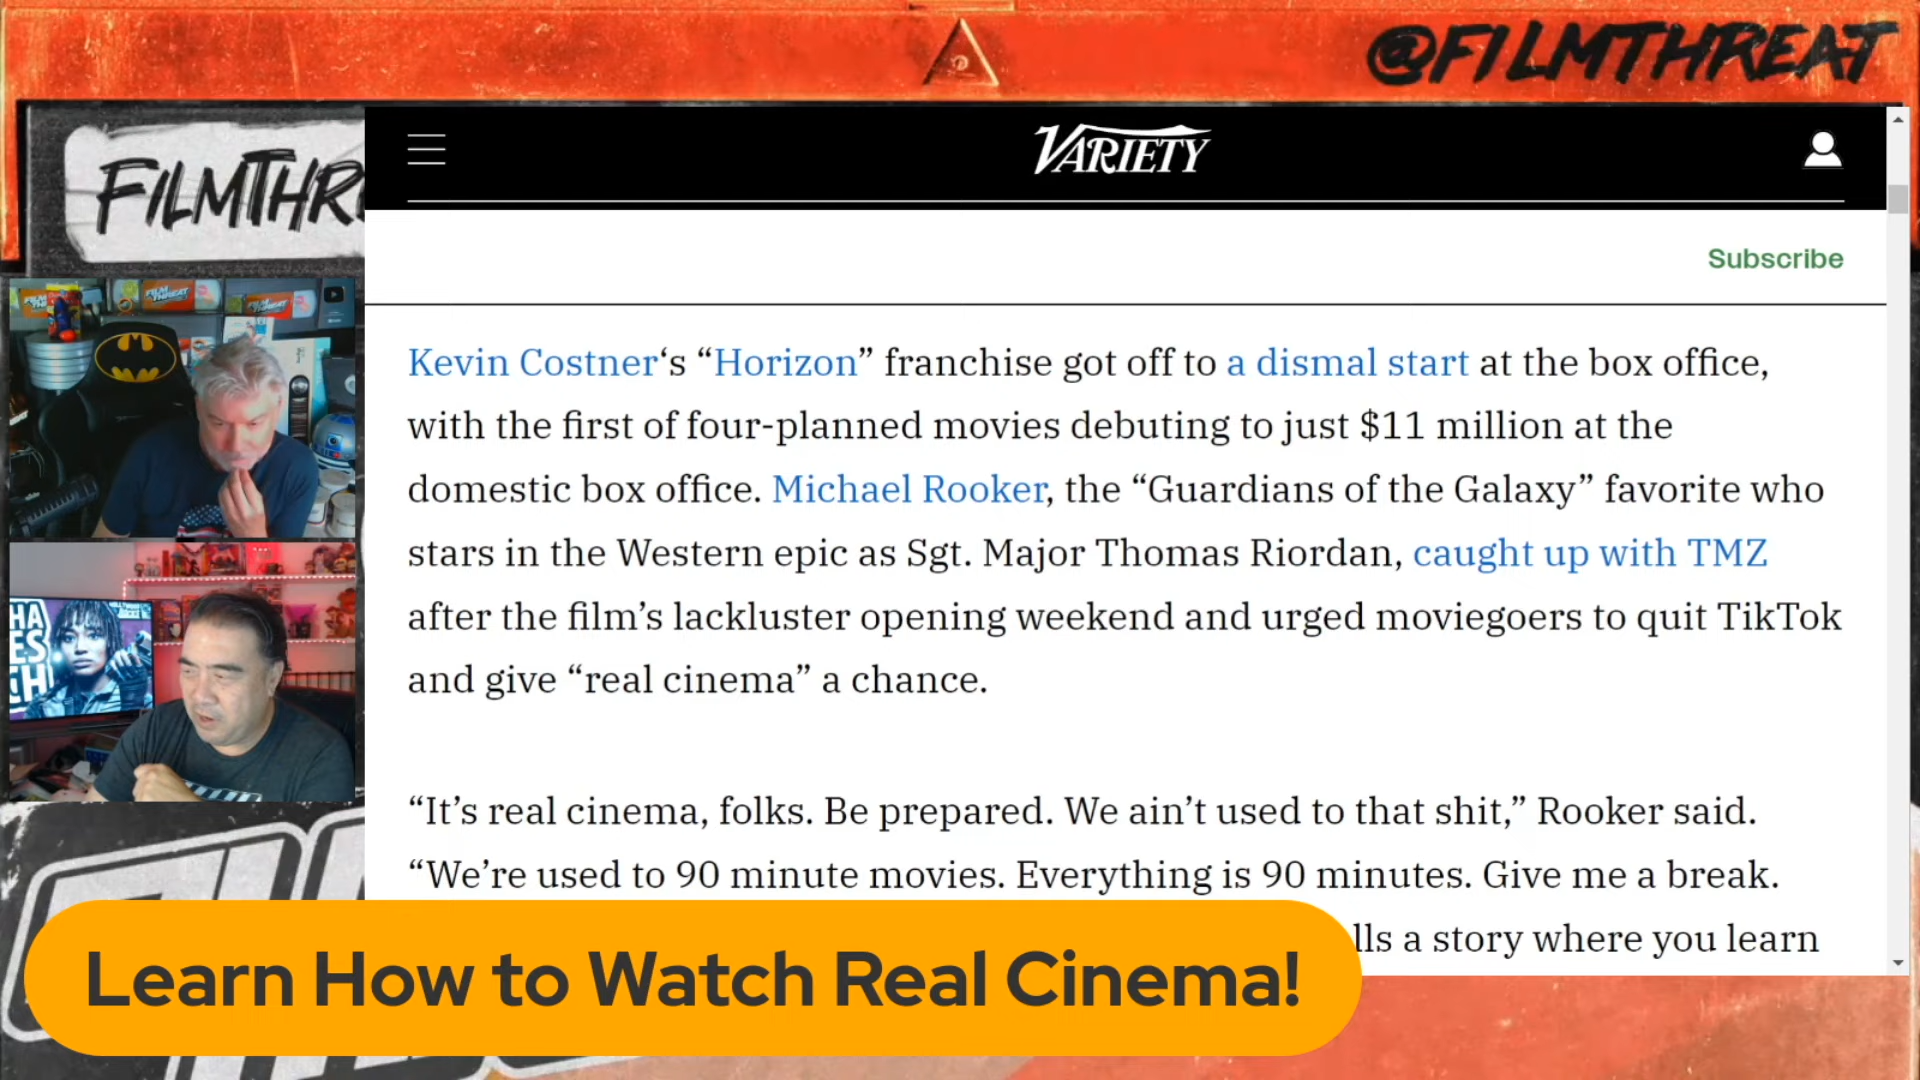 @FILMTHREAT
FILMTHR
VARIETY
Subscribe
Kevin Costner‘s “Horizon” franchise got off to a dismal start at the box office,
with the first of four-planned movies debuting to just $11 million at the
domestic box office. Michael Rooker, the “Guardians of the Galaxy” favorite who
stars in the Western epic as Sgt. Major Thomas Riordan, caught up with TMZ
after the film’s lackluster opening weekend and urged moviegoers to quit TikTok
and give “real cinema” a chance.
“It’s real cinema, folks. Be prepared. We ain’t used to that shit,” Rooker said.
“We’re used to 90 minute movies. Everything is 90 minutes. Give me a break.
lls a story where you learn
Learn How to Watch Real Cinema!
HA
ES
CH